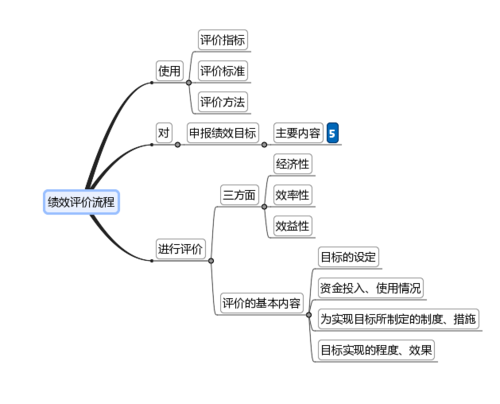 评价指标
使用
评价标准
评价方法
对
申报绩效目标
主要内容
5
经济性
三方面
效率性
绩效评价流程
效益性
进行评价
目标的设定
资金投入、使用情况
评价的基本内容
为实现目标所制定的制度、措施
目标实现的程度、效果